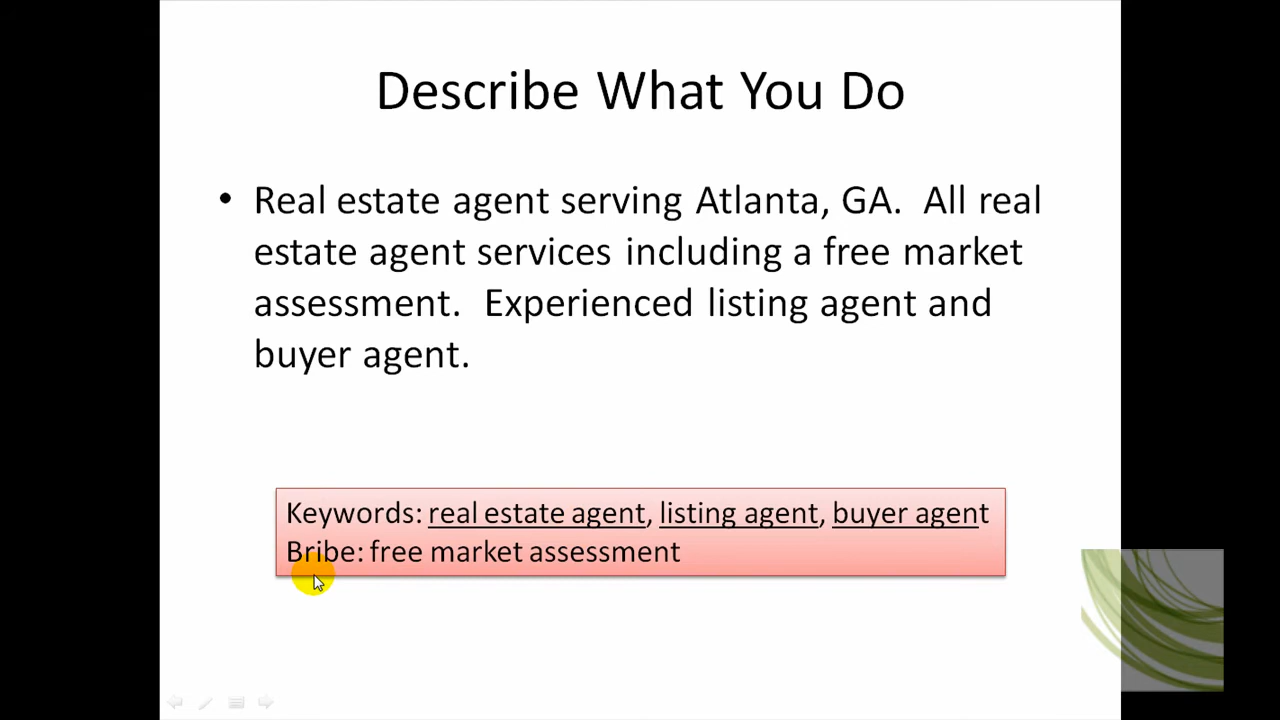 Describe What You Do
• Real estate agent serving Atlanta, GA.  All real
estate agent services including a free market
assessment.  Experienced listing agent and
buyer agent.
Keywords: real estate agent, listing agent, buyer agent
Bribe: free market assessment